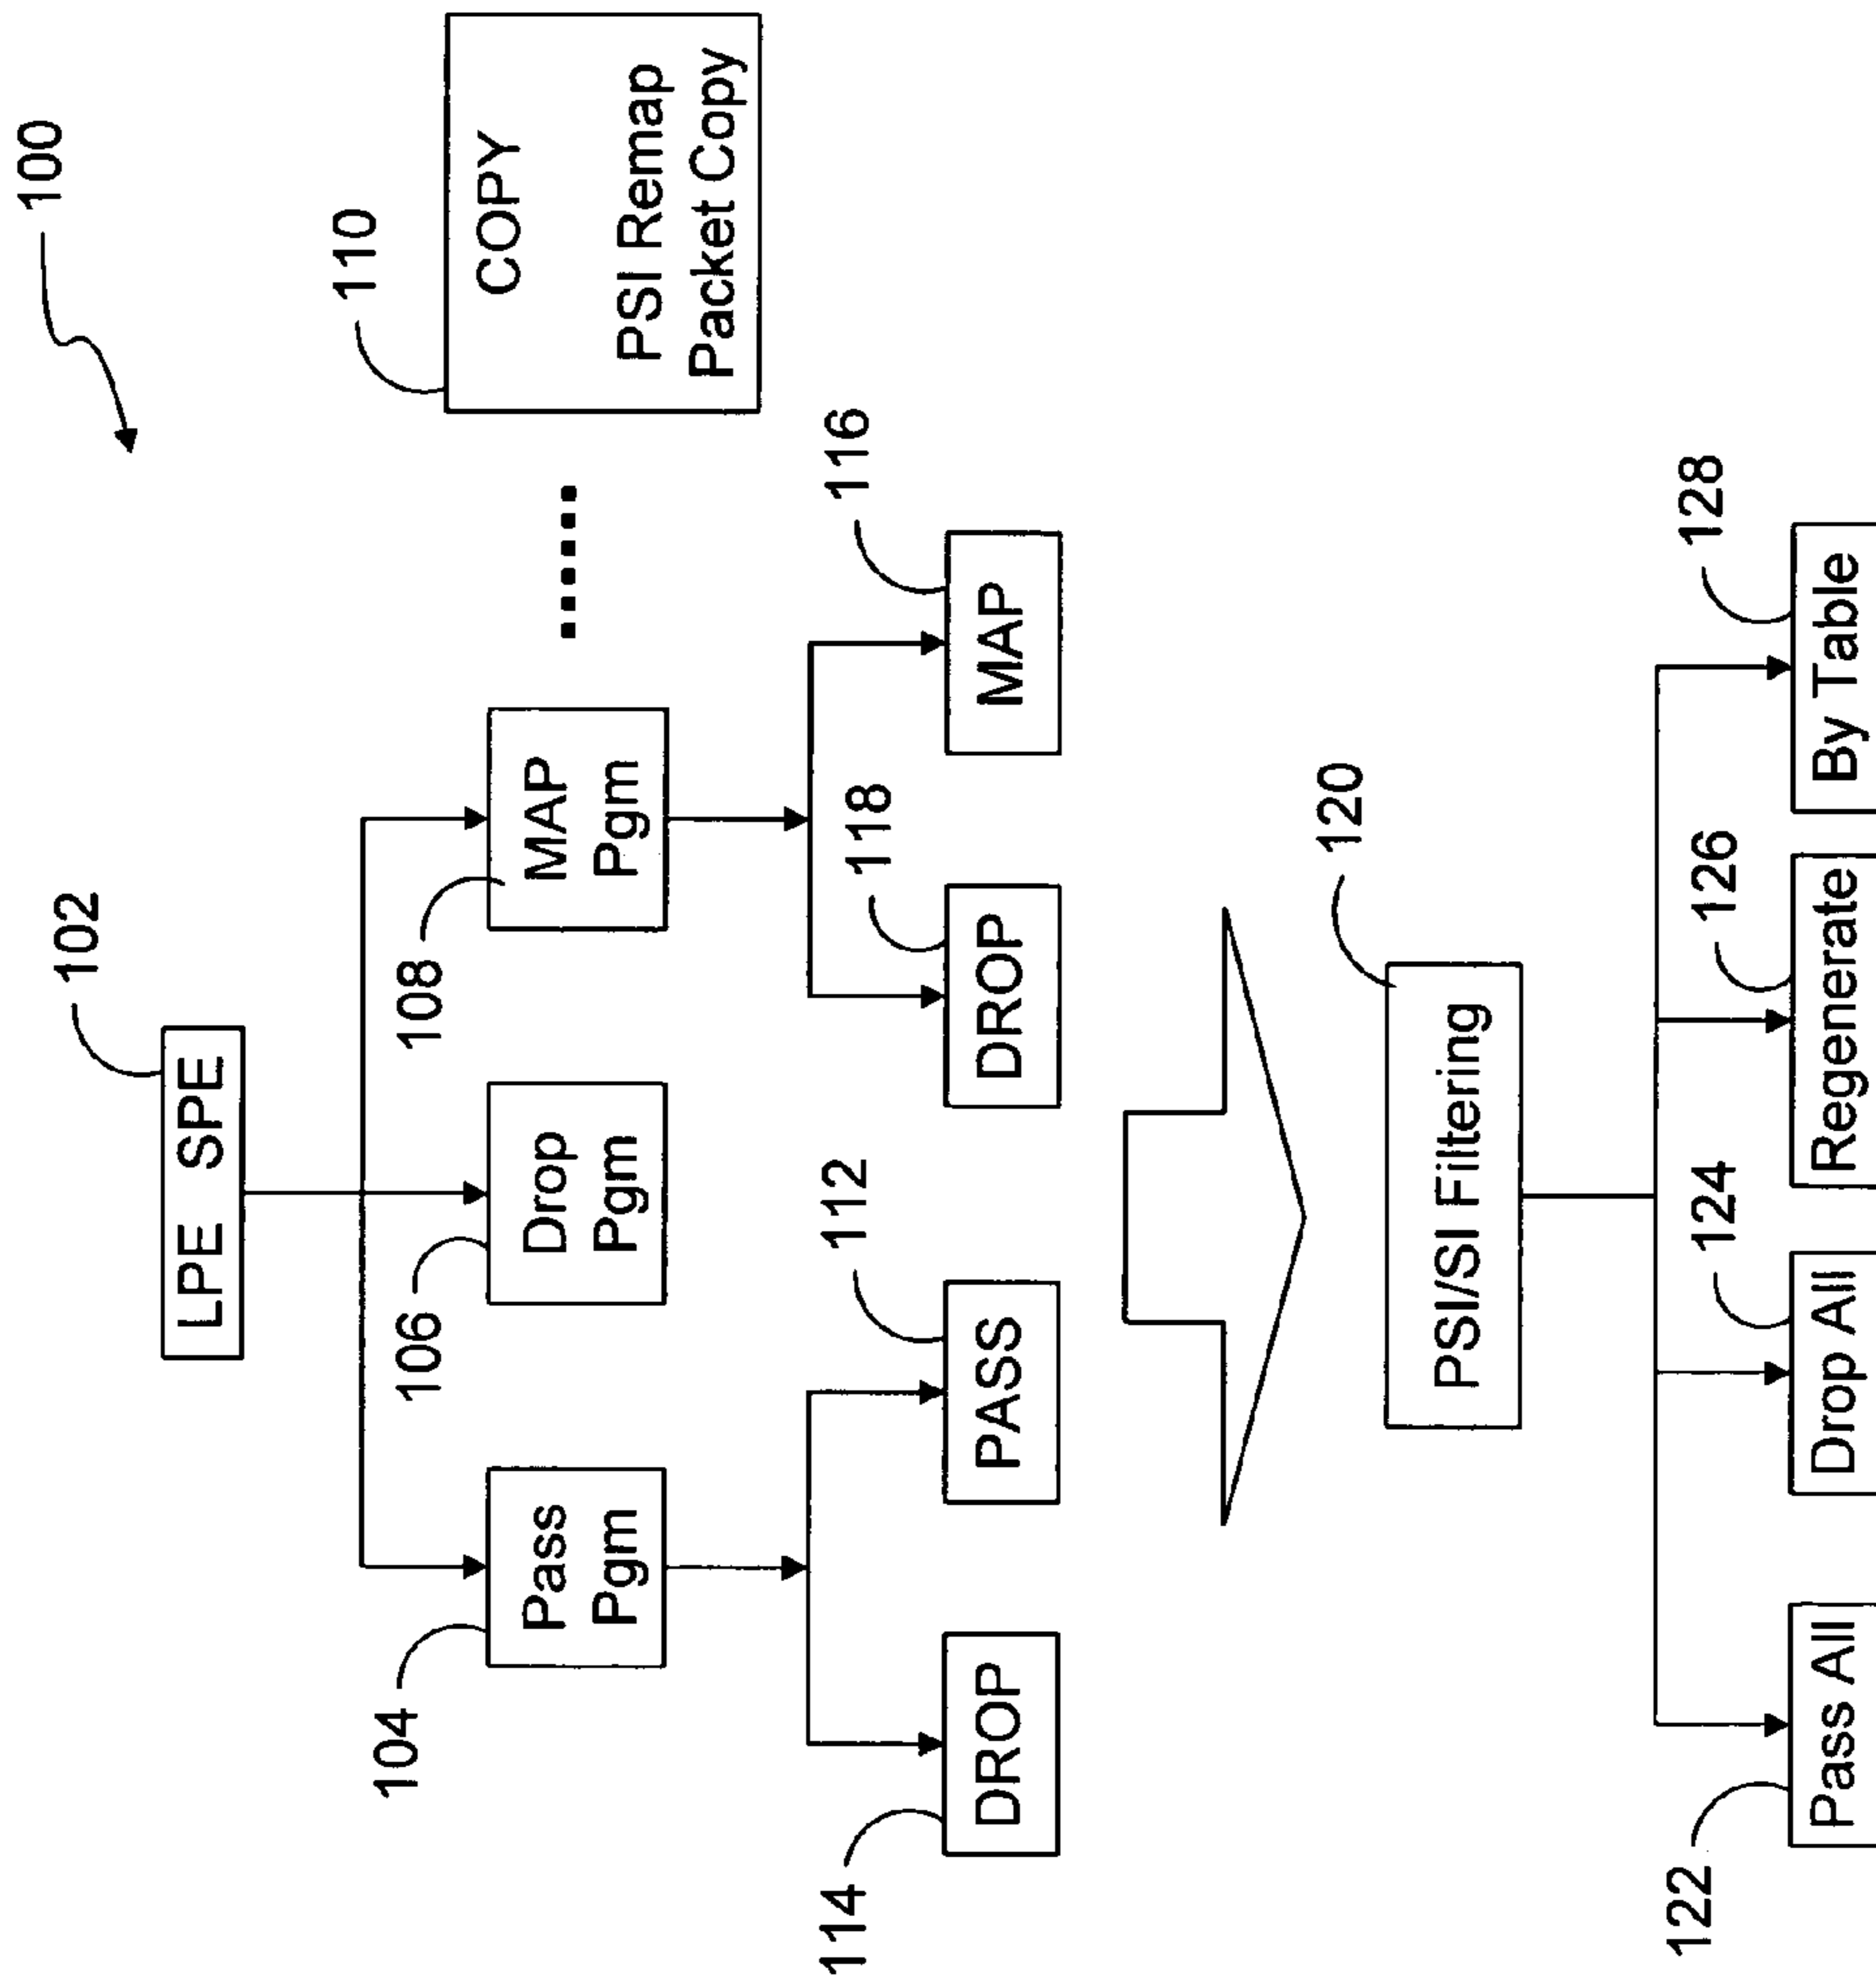 100
102
LPE SPE
110
COPY
PSI Remap
Packet Copy
104
Pass
Pgm
106
Drop
Pgm
108
MAP
Pgm
114
DROP
112
PASS
118
DROP
116
MAP
120
PSI/SI Filtering
122
Pass All
124
Drop All
126
Regenerate
128
By Table